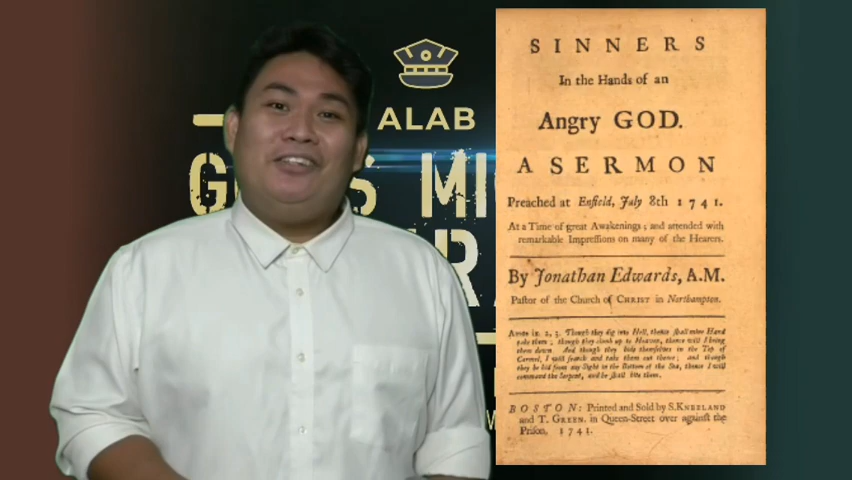 ALAB
SINNERS
In the Hands of an
Angry GOD.
A SERMON
Preached at Enfield, July 8th 1741.
At a Time of great Awakenings; and attended with
remarkable Impressions on many of the Hearers.
By Jonathan Edwards, A.M.
Pastor of the Church of CHRIST in Northampton.
Amos ix. 2, 3. Though they dig into Hell, thence shall mine Hand
take them; though they climb up to Heaven, thence will I bring
them down. And though they hide themselves in the Top of
Carmel, I will search and take them out thence; and though
they be hid from my Sight in the Bottom of the Sea, thence I will
command the Serpent, and he shall bite them.
BOSTON: Printed and Sold by S. KNEELAND
and T. GREEN. in Queen-Street over against the
Prison. 1741.